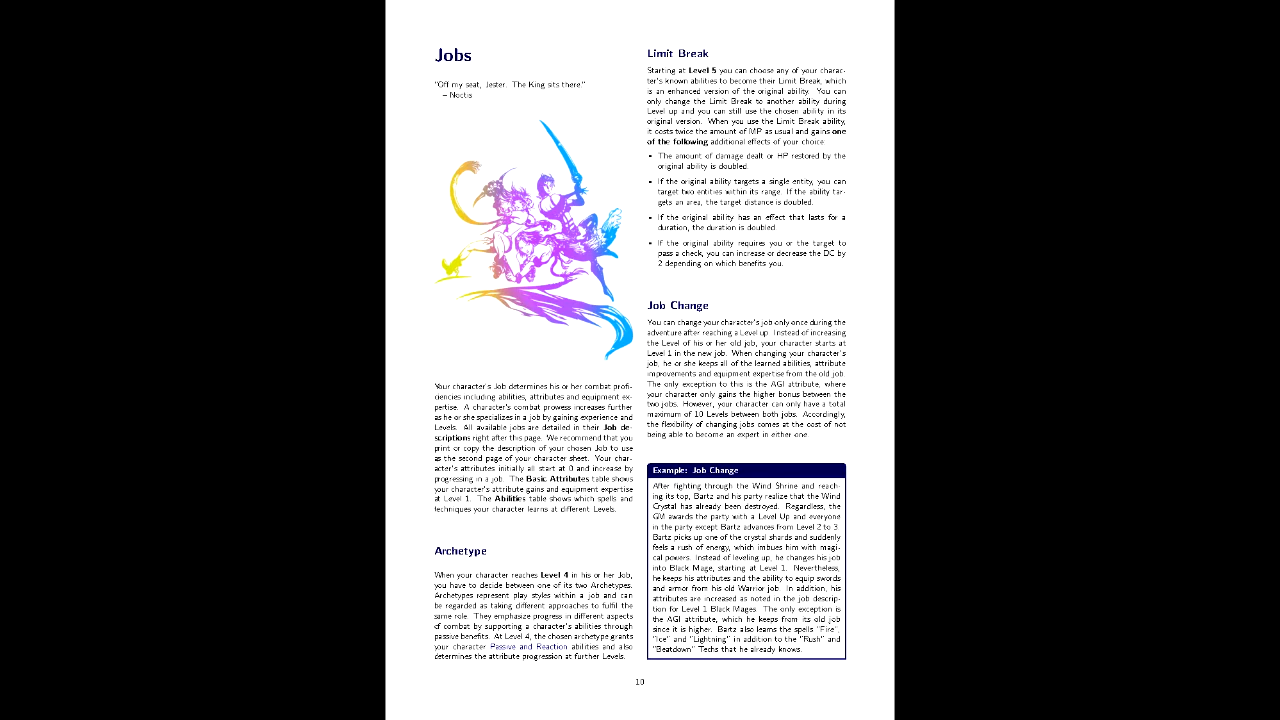 Jobs
"Off my seat, Jester. The King sits there."
– Noctis
Your character's Job determines his or her combat profi-
ciencies including abilities, attributes and equipment ex-
pertise. A character's combat prowess increases further
as he or she specializes in a job by gaining experience and
Levels. All available jobs are detailed in their Job de-
scriptions right after this page. We recommend that you
print or copy the description of your chosen Job to use
as the second page of your character sheet. Your char-
acter's attributes initially all start at 0 and increase by
progressing in a job. The Basic Attributes table shows
your character's attribute gains and equipment expertise
at Level 1. The Abilities table shows which spells and
techniques your character learns at different Levels.
Archetype
When your character reaches Level 4 in his or her Job,
you have to decide between one of its two Archetypes.
Archetypes represent play styles within a job and can
be regarded as taking different approaches to fulfil the
same role. They emphasize progress in different aspects
of combat by supporting a character's abilities through
passive benefits. At Level 4, the chosen archetype grants
your character Passive and Reaction abilities and also
determines the attribute progression at further Levels.
Limit Break
Starting at Level 5 you can choose any of your charac-
ter's known abilities to become their Limit Break, which
is an enhanced version of the original ability. You can
only change the Limit Break to another ability during
Level up and you can still use the chosen ability in its
original version. When you use the Limit Break ability,
it costs twice the amount of MP as usual and gains one
of the following additional effects of your choice:
• The amount of damage dealt or HP restored by the
original ability is doubled.
• If the original ability targets a single entity, you can
target two entities within its range. If the ability tar-
gets an area, the target distance is doubled.
• If the original ability has an effect that lasts for a
duration, the duration is doubled.
• If the original ability requires you or the target to
pass a check, you can increase or decrease the DC by
2 depending on which benefits you.
Job Change
You can change your character's job only once during the
adventure after reaching a Level up. Instead of increasing
the Level of his or her old job, your character starts at
Level 1 in the new job. When changing your character's
job, he or she keeps all of the learned abilities, attribute
improvements and equipment expertise from the old job.
The only exception to this is the AGI attribute, where
your character only gains the higher bonus between the
two jobs. However, your character can only have a total
maximum of 10 Levels between both jobs. Accordingly,
the flexibility of changing jobs comes at the cost of not
being able to become an expert in either one.
Example: Job Change
After fighting through the Wind Shrine and reach-
ing its top, Bartz and his party realize that the Wind
Crystal has already been destroyed. Regardless, the
GM awards the party with a Level Up and everyone
in the party except Bartz advances from Level 2 to 3.
Bartz picks up one of the crystal shards and suddenly
feels a rush of energy, which imbues him with magi-
cal powers. Instead of leveling up, he changes his job
into Black Mage, starting at Level 1. Nevertheless,
he keeps his attributes and the ability to equip swords
and armor from his old Warrior job. In addition, his
attributes are increased as noted in the job descrip-
tion for Level 1 Black Mages. The only exception is
the AGI attribute, which he keeps from its old job
since it is higher. Bartz also learns the spells "Fire",
"Ice" and "Lightning" in addition to the "Rush" and
"Beatdown" Techs that he already knows.
10